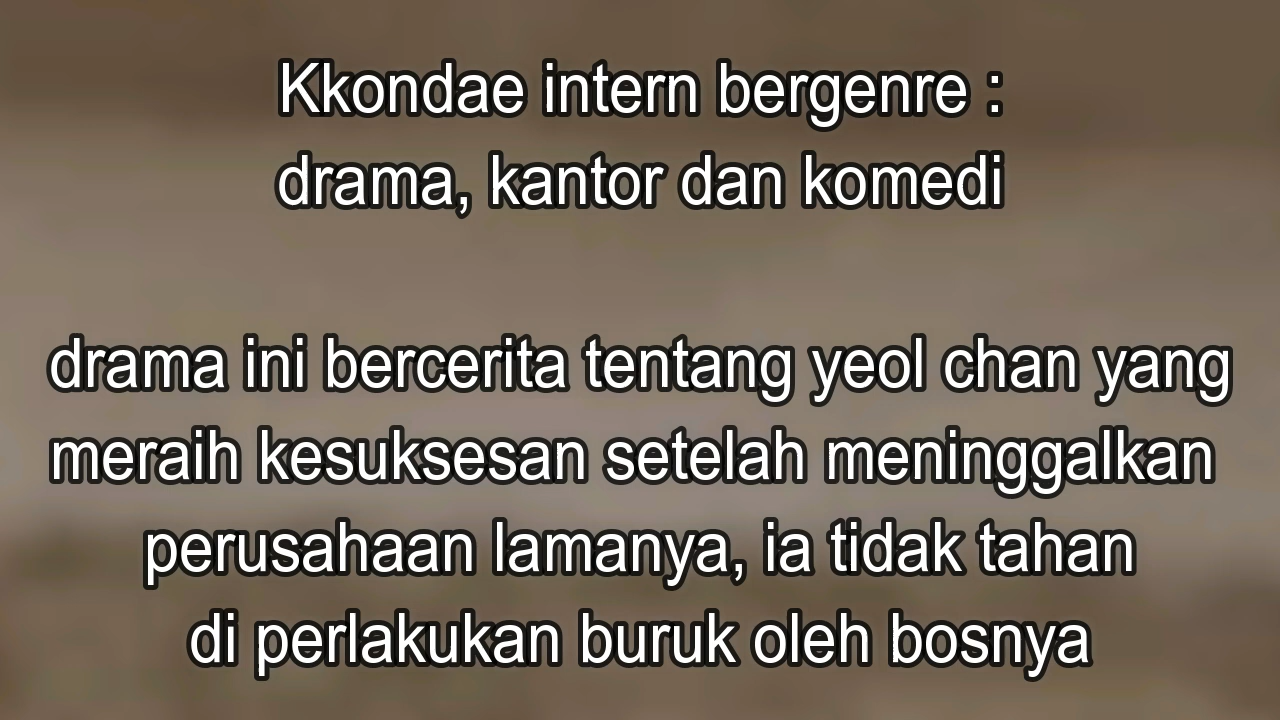 Kkondae intern bergenre :
drama, kantor dan komedi
drama ini bercerita tentang yeol chan yang
meraih kesuksesan setelah meninggalkan
perusahaan lamanya, ia tidak tahan
di perlakukan buruk oleh bosnya